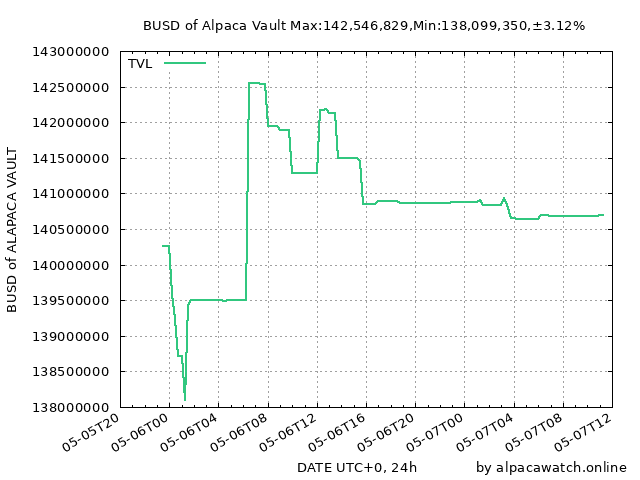 BUSD of Alpaca Vault Max:142,546,829,Min:138,099,350,±3.12%
TVL
143000000
142500000
142000000
141500000
141000000
140500000
140000000
139500000
139000000
138500000
138000000
BUSD of ALAPACA VAULT
05-05T20
05-06T00
05-06T04
05-06T08
05-06T12
05-06T16
05-06T20
05-07T00
05-07T04
05-07T08
05-07T12
DATE UTC+0, 24h
by alpacawatch.online